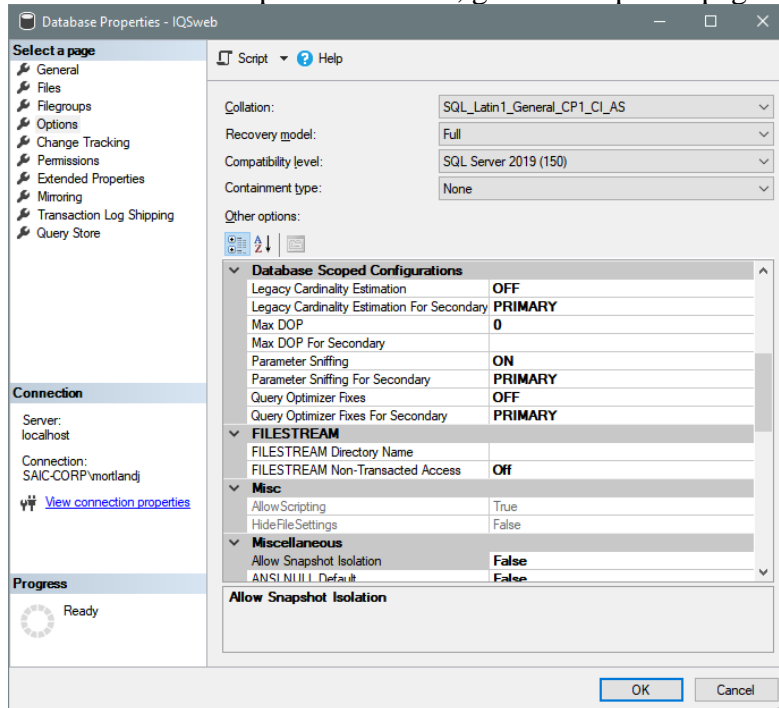 Database Properties - IQSweb
Select a page
General
Files
Filegroups
Options
Change Tracking
Permissions
Extended Properties
Mirroring
Transaction Log Shipping
Query Store
Connection
Server:
localhost
Connection:
SAIC-CORP\mortlandj
View connection properties
Progress
Ready
Script Help
Collation: SQL_Latin1_General_CP1_CI_AS
Recovery model: Full
Compatibility level: SQL Server 2019 (150)
Containment type: None
Other options:
Database Scoped Configurations
Legacy Cardinality Estimation OFF
Legacy Cardinality Estimation For Secondary PRIMARY
Max DOP 0
Max DOP For Secondary
Parameter Sniffing ON
Parameter Sniffing For Secondary PRIMARY
Query Optimizer Fixes OFF
Query Optimizer Fixes For Secondary PRIMARY
FILESTREAM
FILESTREAM Directory Name
FILESTREAM Non-Transacted Access Off
Misc
AllowScripting True
HideFileSettings False
Miscellaneous
Allow Snapshot Isolation False
ANSI NULL Default False
Allow Snapshot Isolation
OK Cancel